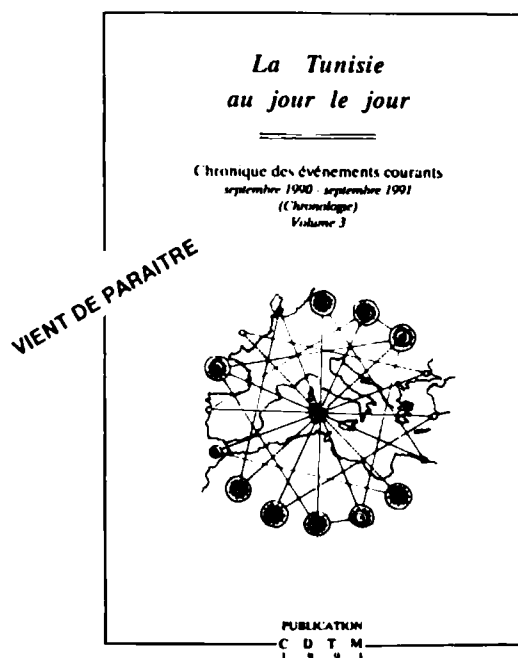 La Tunisie
au jour le jour
Chronique des événements courants
septembre 1990 - septembre 1991
(Chronologie)
Volume 3
VIENT DE PARAITRE
PUBLICATION
C D T M